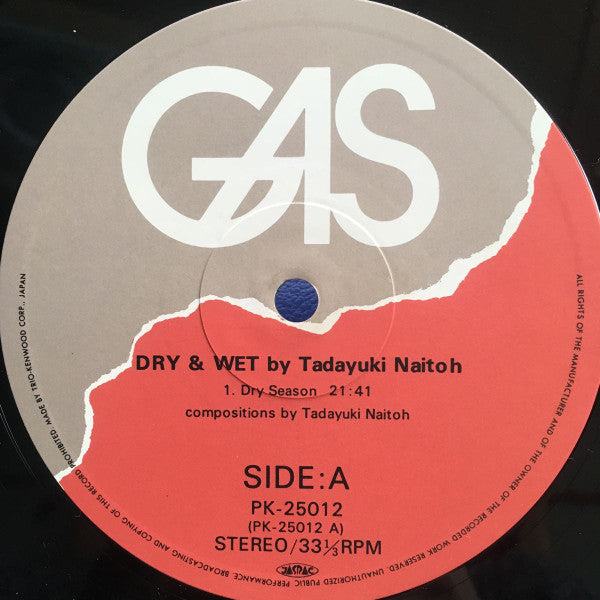 GAS
DRY & WET by Tadayuki Naitoh
1. Dry Season 21:41
compositions by Tadayuki Naitoh
SIDE:A
PK-25012
(PK-25012 A)
STEREO/33⅓RPM
JASRAC
ALL RIGHTS OF THE MANUFACTURER AND OF THE OWNER OF THE RECORDED WORK RESERVED. UNAUTHORIZED PUBLIC PERFORMANCE, BROADCASTING AND COPYING OF THIS RECORD PROHIBITED. MADE BY TRIO-KENWOOD CORP., JAPAN